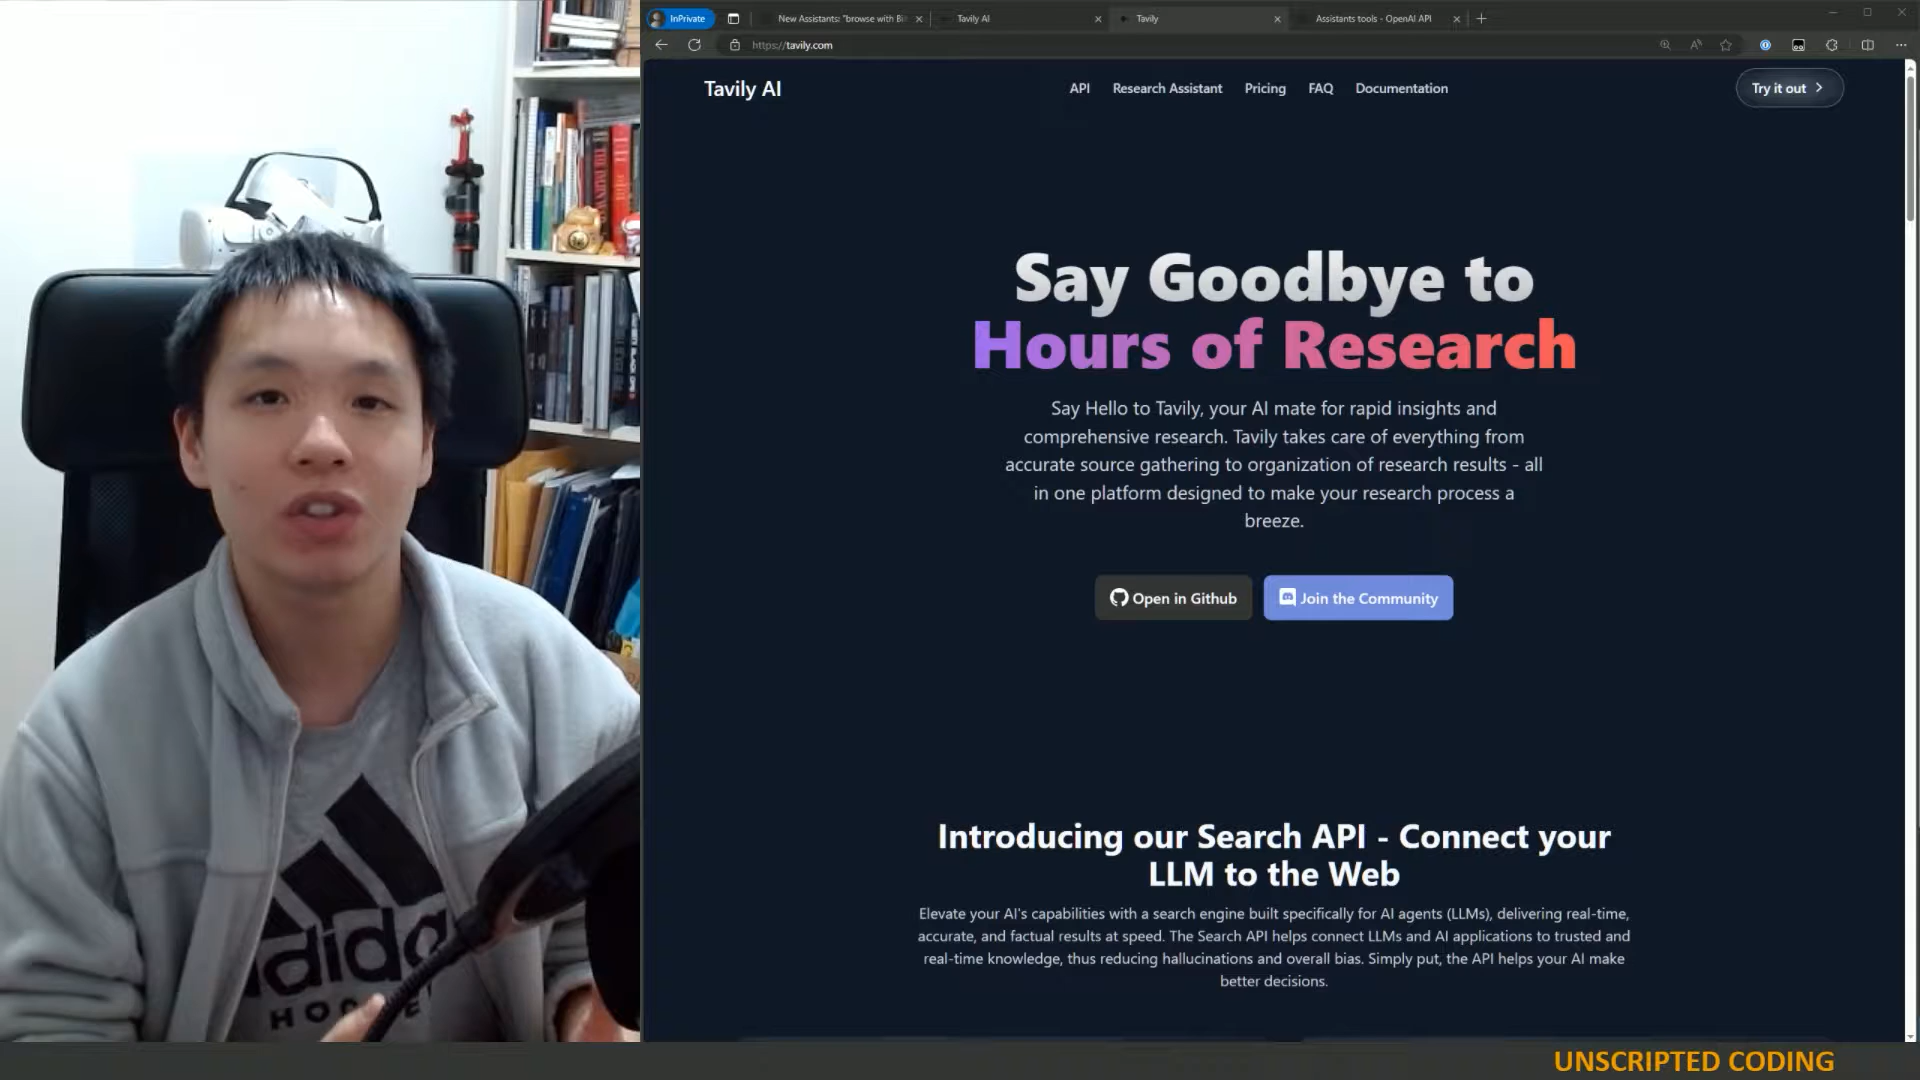 InPrivate
New Assistants: "browse with Bi
Tavily AI
Tavily
Assistants tools - OpenAI API
https://tavily.com
Tavily AI
API
Research Assistant
Pricing
FAQ
Documentation
Try it out
Say Goodbye to
Hours of Research
Say Hello to Tavily, your AI mate for rapid insights and
comprehensive research. Tavily takes care of everything from
accurate source gathering to organization of research results - all
in one platform designed to make your research process a
breeze.
Open in Github
Join the Community
Introducing our Search API - Connect your
LLM to the Web
Elevate your AI's capabilities with a search engine built specifically for AI agents (LLMs), delivering real-time,
accurate, and factual results at speed. The Search API helps connect LLMs and AI applications to trusted and
real-time knowledge, thus reducing hallucinations and overall bias. Simply put, the API helps your AI make
better decisions.
adida
UNSCRIPTED CODING